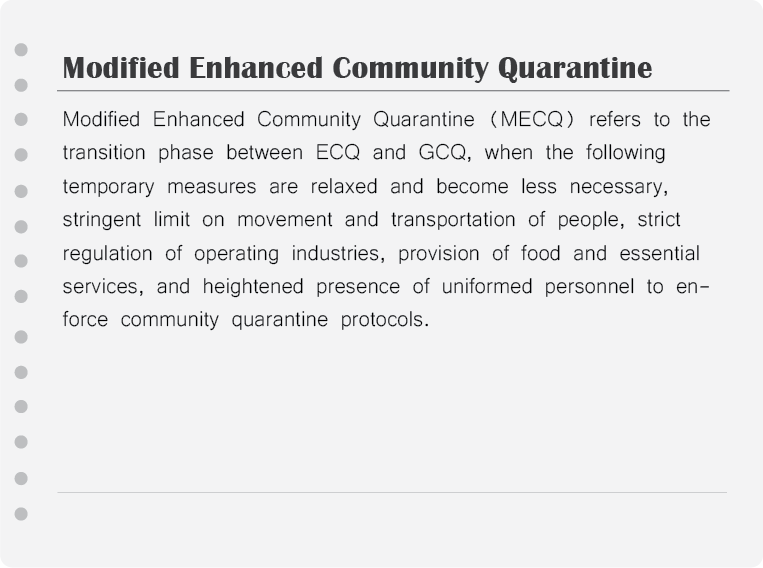 Modified Enhanced Community Quarantine
Modified Enhanced Community Quarantine (MECQ) refers to the
transition phase between ECQ and GCQ, when the following
temporary measures are relaxed and become less necessary,
stringent limit on movement and transportation of people, strict
regulation of operating industries, provision of food and essential
services, and heightened presence of uniformed personnel to en-
force community quarantine protocols.